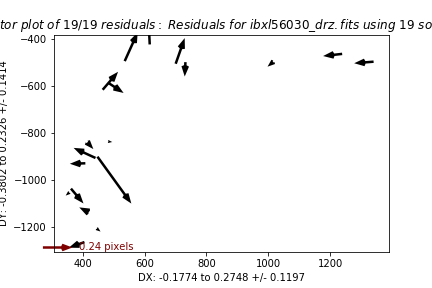 tor plot of 19/19 residuals: Residuals for ibxl56030_drz.fits using 19 so
−400
−600
−800
−1000
−1200
DY: -0.3802 to 0.2326 +/- 0.1414
0.24 pixels
400 600 800 1000 1200
DX: -0.1774 to 0.2748 +/- 0.1197